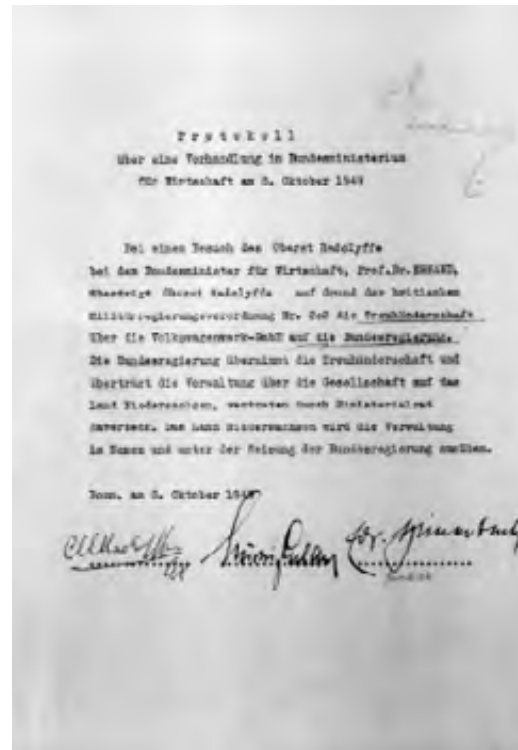 Protokoll
über eine Verhandlung im Bundesministerium
für Wirtschaft am 8. Oktober 1949
Bei einem Besuch des Oberst Radclyffe
bei dem Bundesminister für Wirtschaft, Prof.Dr. ERHARD,
überträgt Oberst Radclyffe auf Grund der britischen
Militärregierungsverordnung Nr. 202 die Treuhänderschaft
über die Volkswagenwerk-GmbH auf die Bundesregierung.
Die Bundesregierung übernimmt die Treuhänderschaft und
überträgt die Verwaltung über die Gesellschaft auf das
Land Niedersachsen, vertreten durch Ministerialrat
Das Land Niedersachsen wird die Verwaltung
im Namen und unter der Weisung der Bundesregierung ausüben.
Bonn, am 8. Oktober 1949